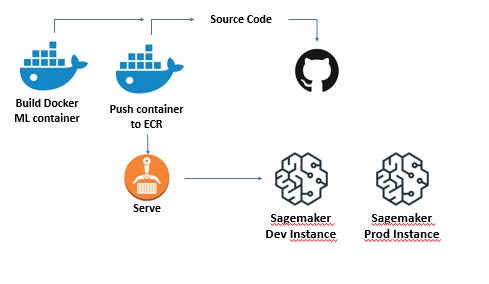 Source Code
Build Docker
ML container
Push container
to ECR
Serve
Sagemaker
Dev Instance
Sagemaker
Prod Instance